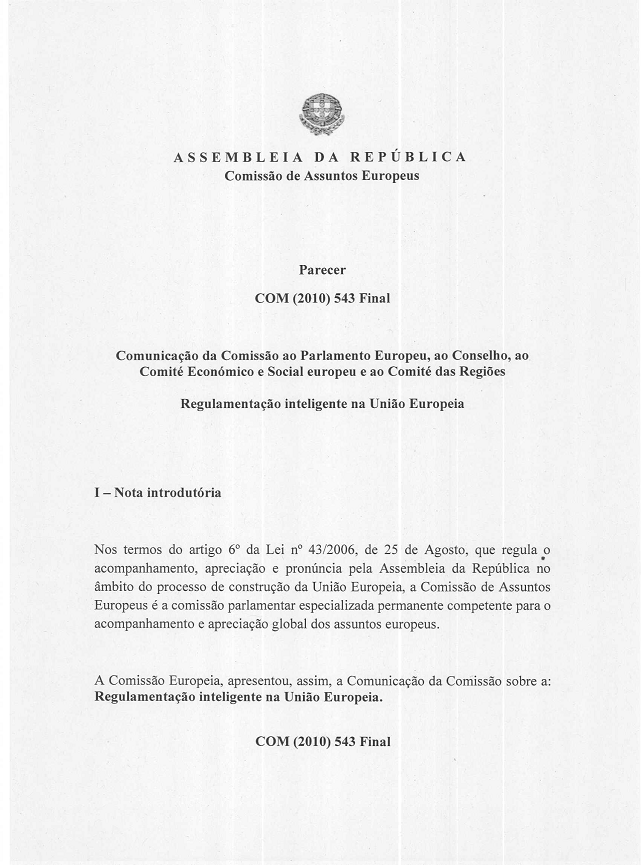 ASSEMBLEIA DA REPÚBLICA
Comissão de Assuntos Europeus
Parecer
COM (2010) 543 Final
Comunicação da Comissão ao Parlamento Europeu, ao Conselho, ao
Comité Económico e Social europeu e ao Comité das Regiões
Regulamentação inteligente na União Europeia
I – Nota introdutória
Nos termos do artigo 6º da Lei nº 43/2006, de 25 de Agosto, que regula o
acompanhamento, apreciação e pronúncia pela Assembleia da República no
âmbito do processo de construção da União Europeia, a Comissão de Assuntos
Europeus é a comissão parlamentar especializada permanente competente para o
acompanhamento e apreciação global dos assuntos europeus.
A Comissão Europeia, apresentou, assim, a Comunicação da Comissão sobre a:
Regulamentação inteligente na União Europeia.
COM (2010) 543 Final